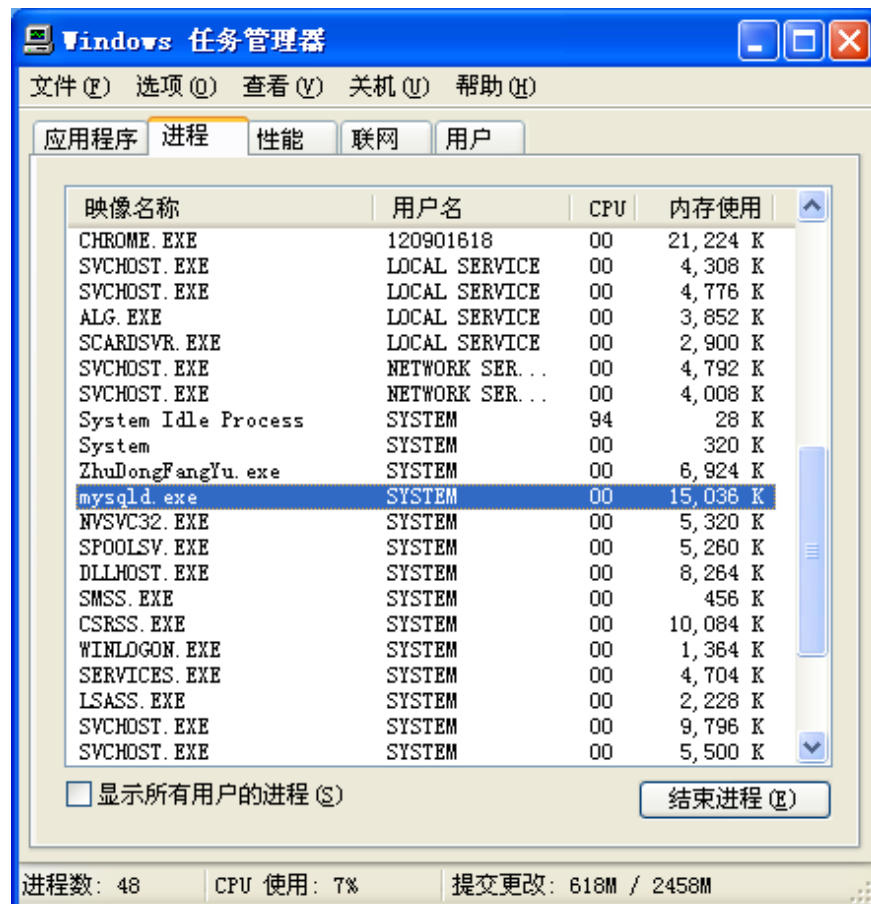 Windows 任务管理器
文件(F) 选项(O) 查看(V) 关机(U) 帮助(H)
应用程序 进程 性能 联网 用户
映像名称 用户名 CPU 内存使用
CHROME.EXE 120901618 00 21,224 K
SVCHOST.EXE LOCAL SERVICE 00 4,308 K
SVCHOST.EXE LOCAL SERVICE 00 4,776 K
ALG.EXE LOCAL SERVICE 00 3,852 K
SCARDSVR.EXE LOCAL SERVICE 00 2,900 K
SVCHOST.EXE NETWORK SER... 00 4,792 K
SVCHOST.EXE NETWORK SER... 00 4,008 K
System Idle Process SYSTEM 94 28 K
System SYSTEM 00 320 K
ZhuDongFangYu.exe SYSTEM 00 6,924 K
mysqld.exe SYSTEM 00 15,036 K
NVSVC32.EXE SYSTEM 00 5,320 K
SPOOLSV.EXE SYSTEM 00 5,260 K
DLLHOST.EXE SYSTEM 00 8,264 K
SMSS.EXE SYSTEM 00 456 K
CSRSS.EXE SYSTEM 00 10,084 K
WINLOGON.EXE SYSTEM 00 1,364 K
SERVICES.EXE SYSTEM 00 4,704 K
LSASS.EXE SYSTEM 00 2,228 K
SVCHOST.EXE SYSTEM 00 9,796 K
SVCHOST.EXE SYSTEM 00 5,500 K
显示所有用户的进程(S) 结束进程(E)
进程数: 48 CPU 使用: 7% 提交更改: 618M / 2458M